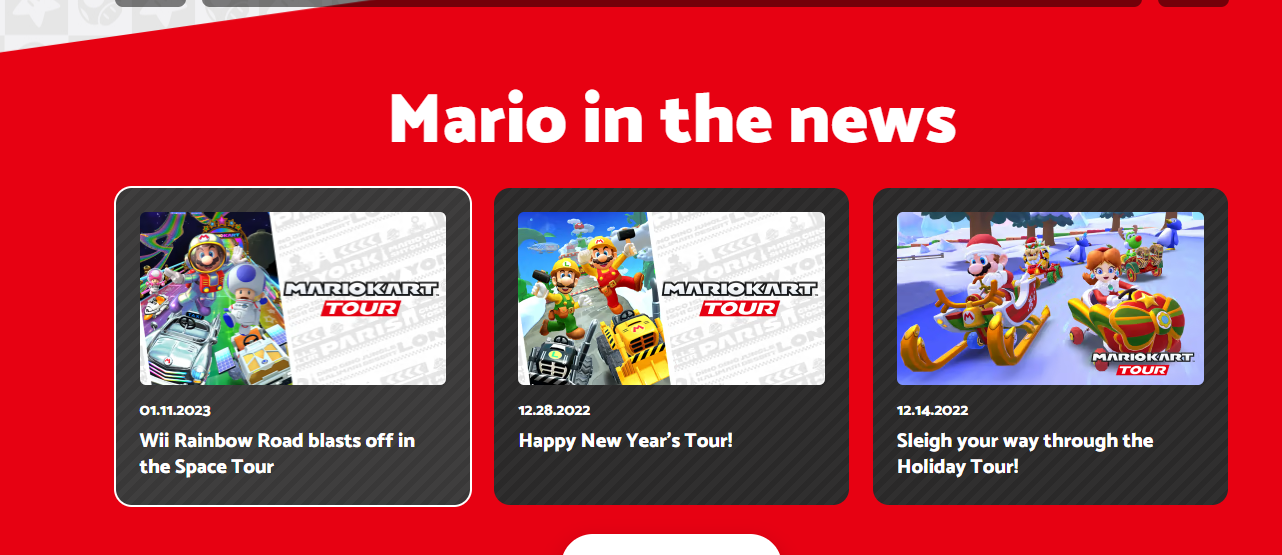 Mario in the news
MARIOKART
TOUR
01.11.2023
Wii Rainbow Road blasts off in
the Space Tour
MARIOKART
TOUR
12.28.2022
Happy New Year's Tour!
MARIOKART
TOUR
12.14.2022
Sleigh your way through the
Holiday Tour!